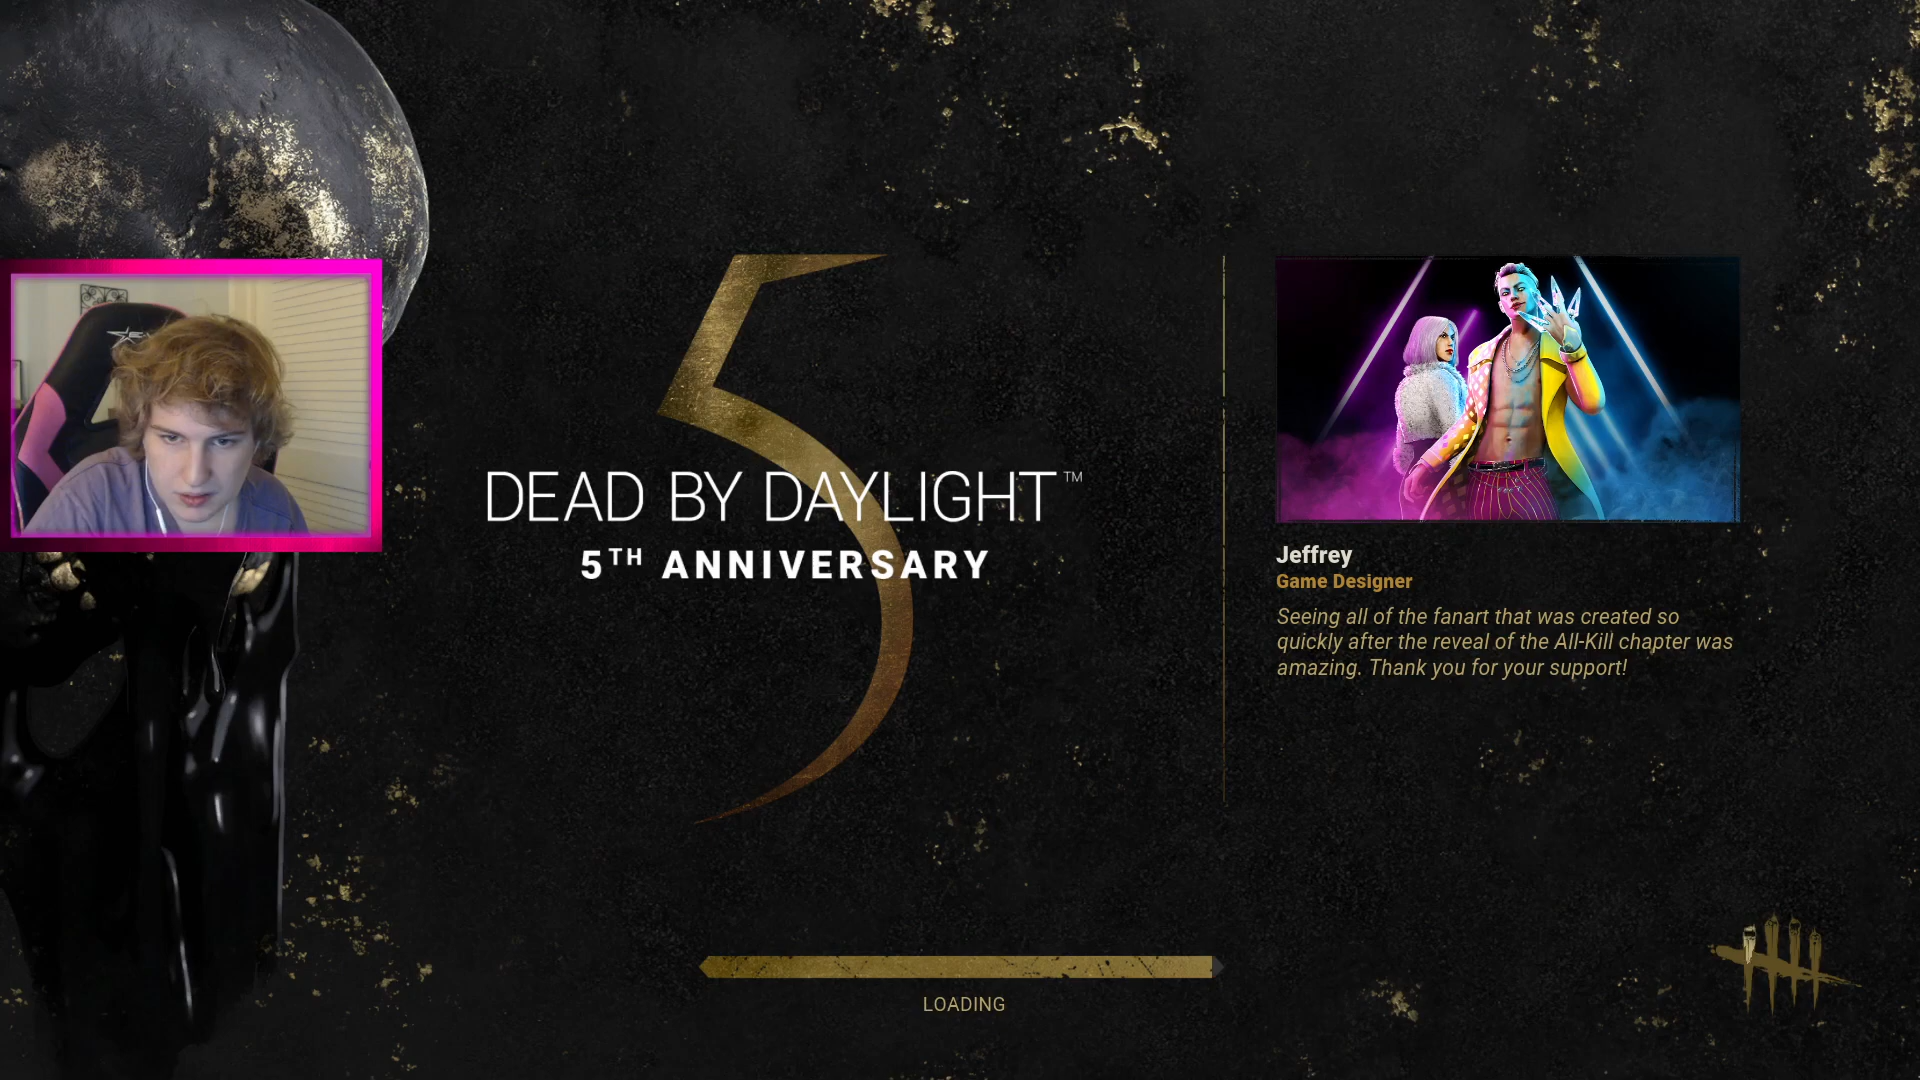 DEAD BY DAYLIGHT™
5TH ANNIVERSARY
Jeffrey
Game Designer
Seeing all of the fanart that was created so
quickly after the reveal of the All-Kill chapter was
amazing. Thank you for your support!
LOADING